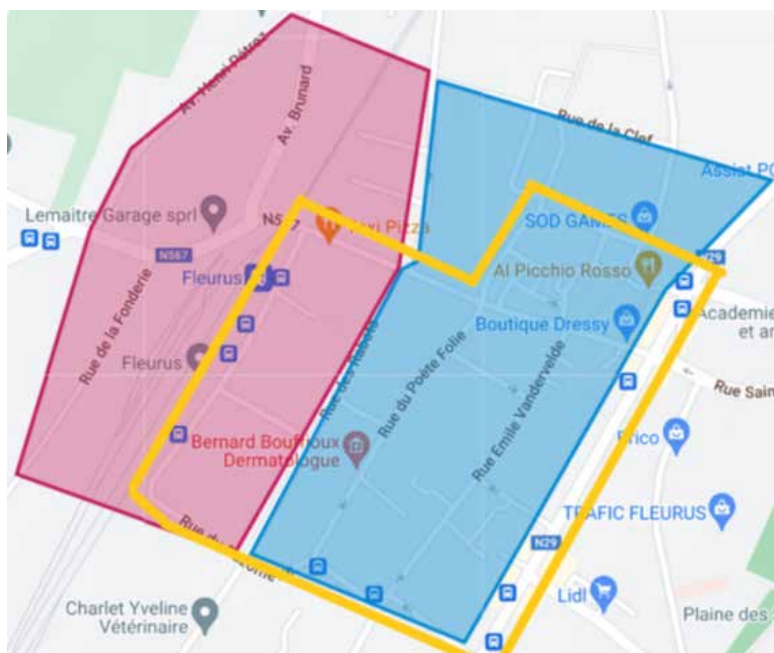 Av. Henri Pétrez
Av. Brunard
Rue de la Clef
Assist PC
Lemaitre Garage sprl
N567
Taxi Pizza
SOD GAMES
N567
N29
Fleurus
Al Picchio Rosso
Academie
et ar
Rue de la Fonderie
Boutique Dressy
Fleurus
Rue des Rabots
Rue du Poète Folie
Rue Emile Vandervelde
Rue Sain
Bernard Bouffioux
Dermatologue
Brico
TRAFIC FLEURUS
Rue du
N29
Charlet Yveline
Vétérinaire
Lidl
Plaine des